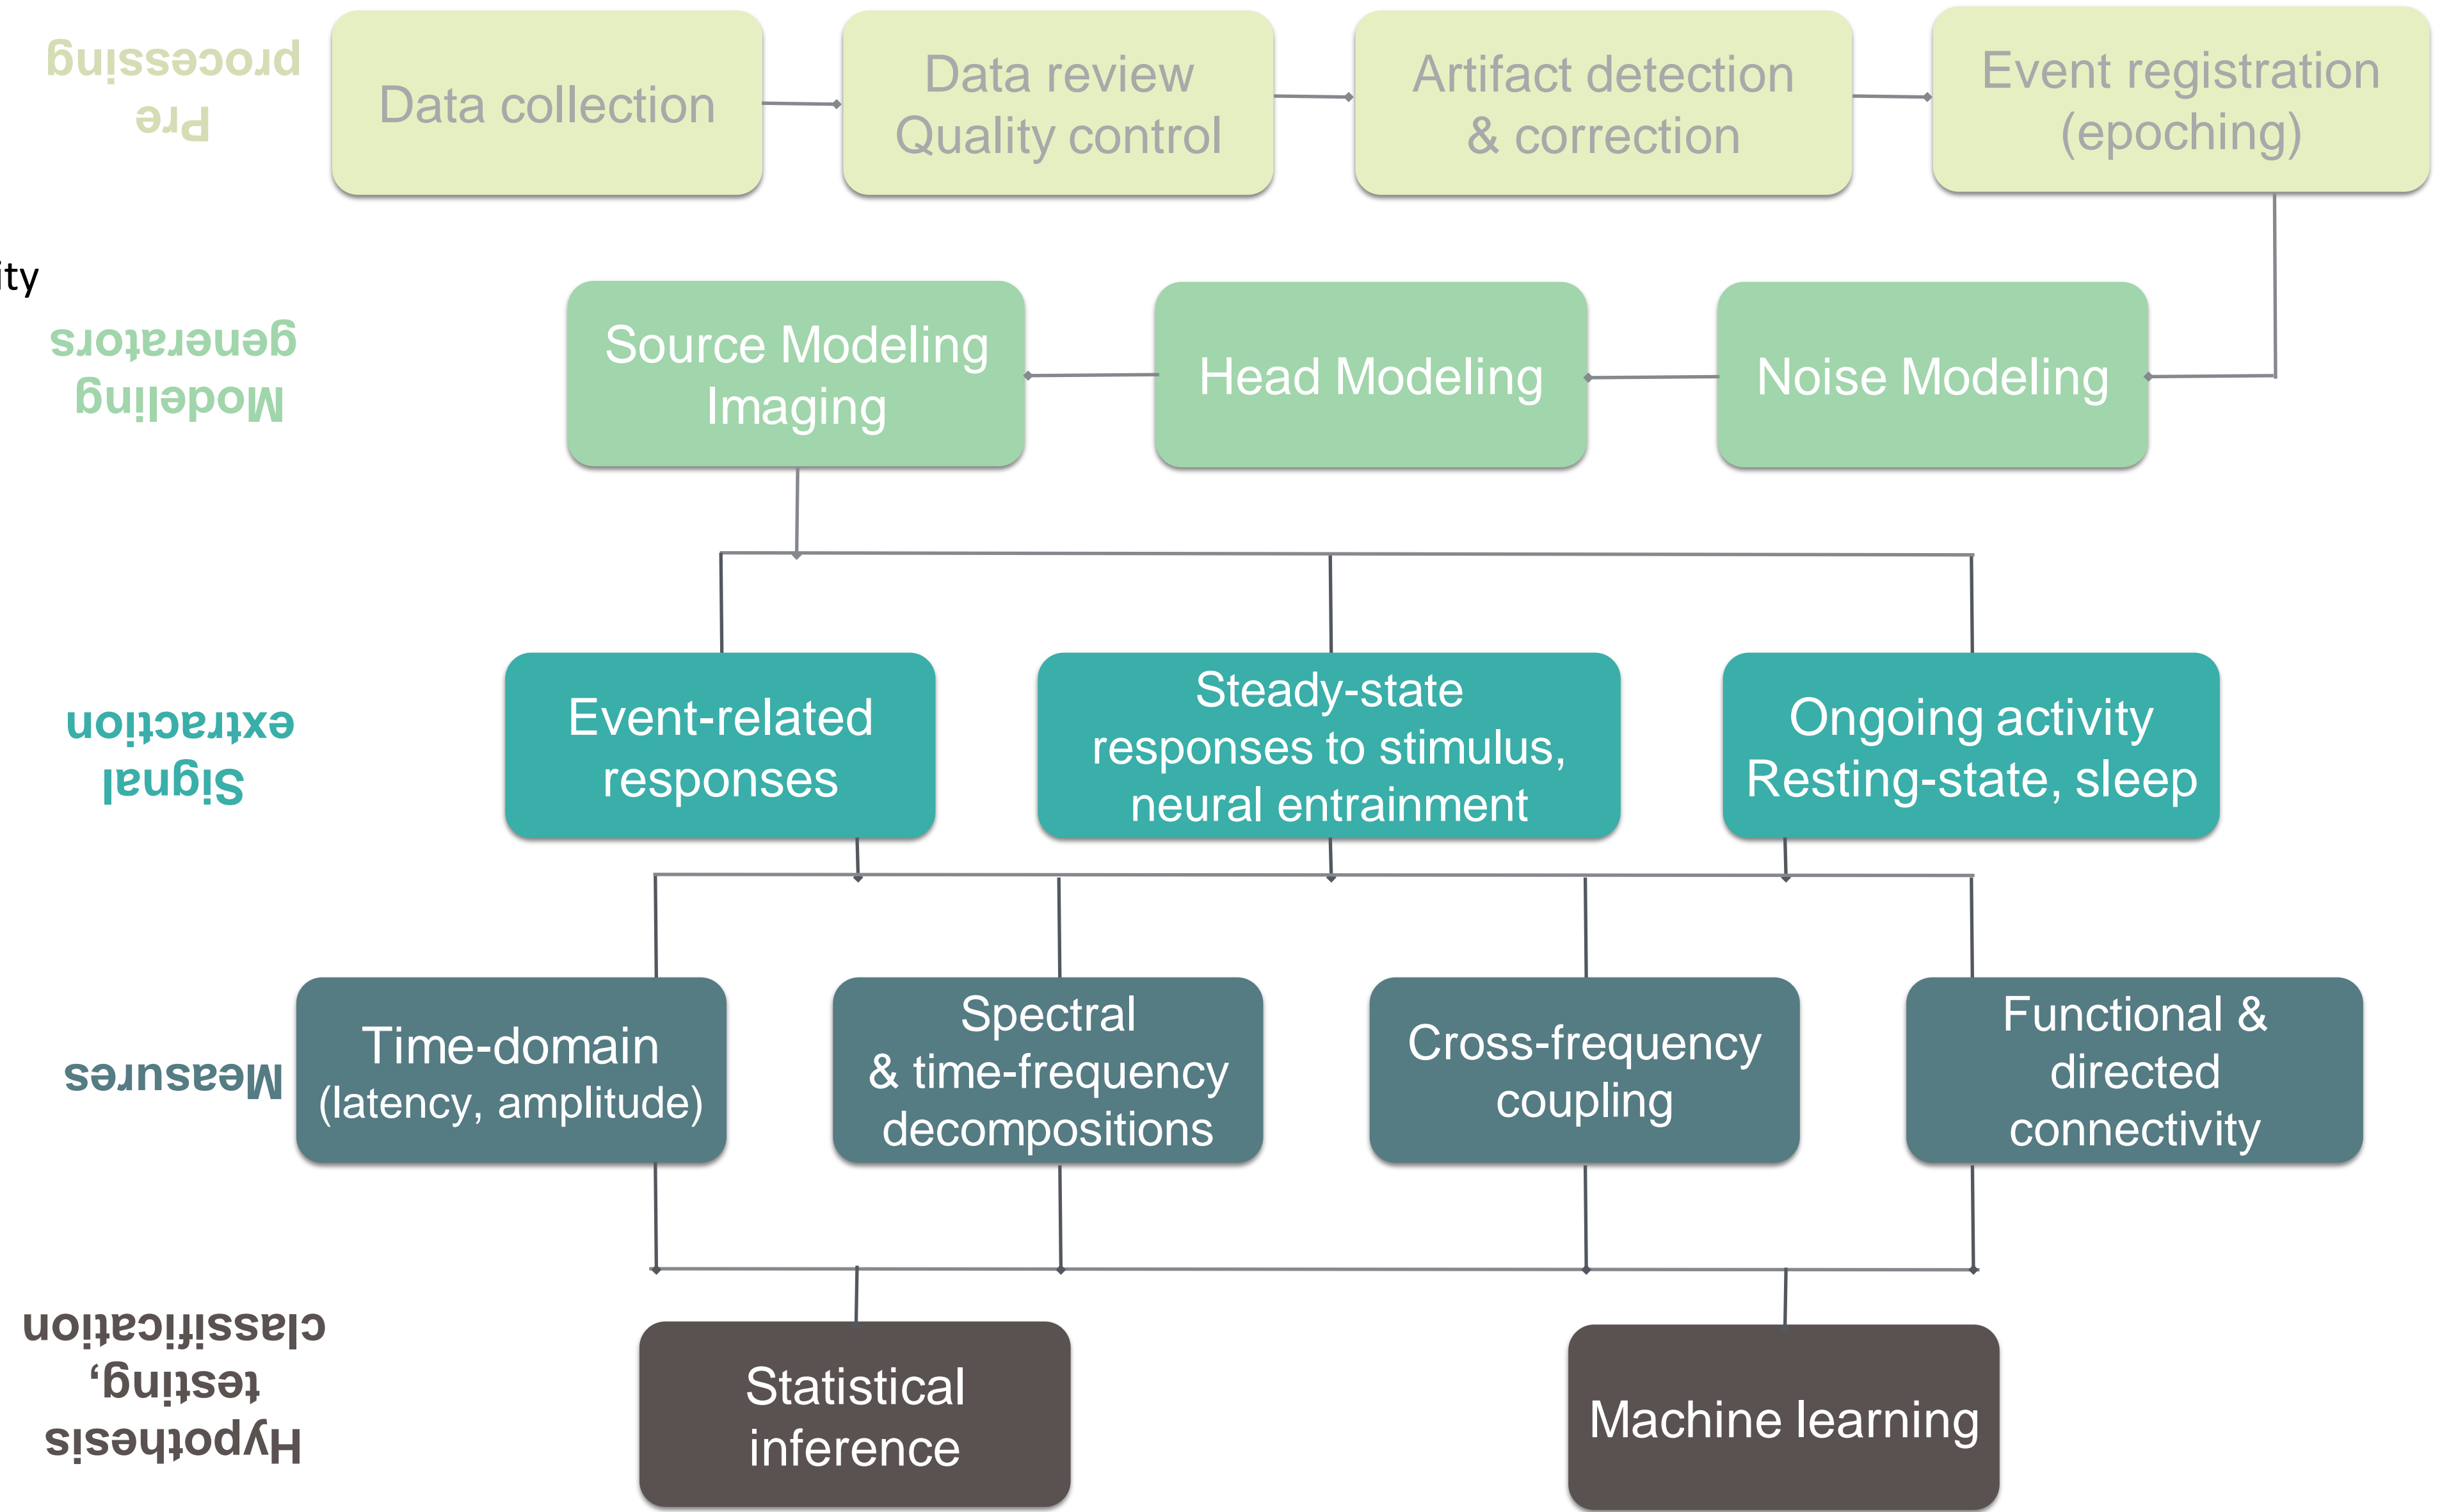 Pre
processing
Data collection
Data review
Quality control
Artifact detection
& correction
Event registration
(epoching)
ity
Modeling
generators
Source Modeling
Imaging
Head Modeling
Noise Modeling
Signal
extraction
Event-related
responses
Steady-state
responses to stimulus,
neural entrainment
Ongoing activity
Resting-state, sleep
Measures
Time-domain
(latency, amplitude)
Spectral
& time-frequency
decompositions
Cross-frequency
coupling
Functional &
directed
connectivity
Hypothesis
testing,
classification
Statistical
inference
Machine learning